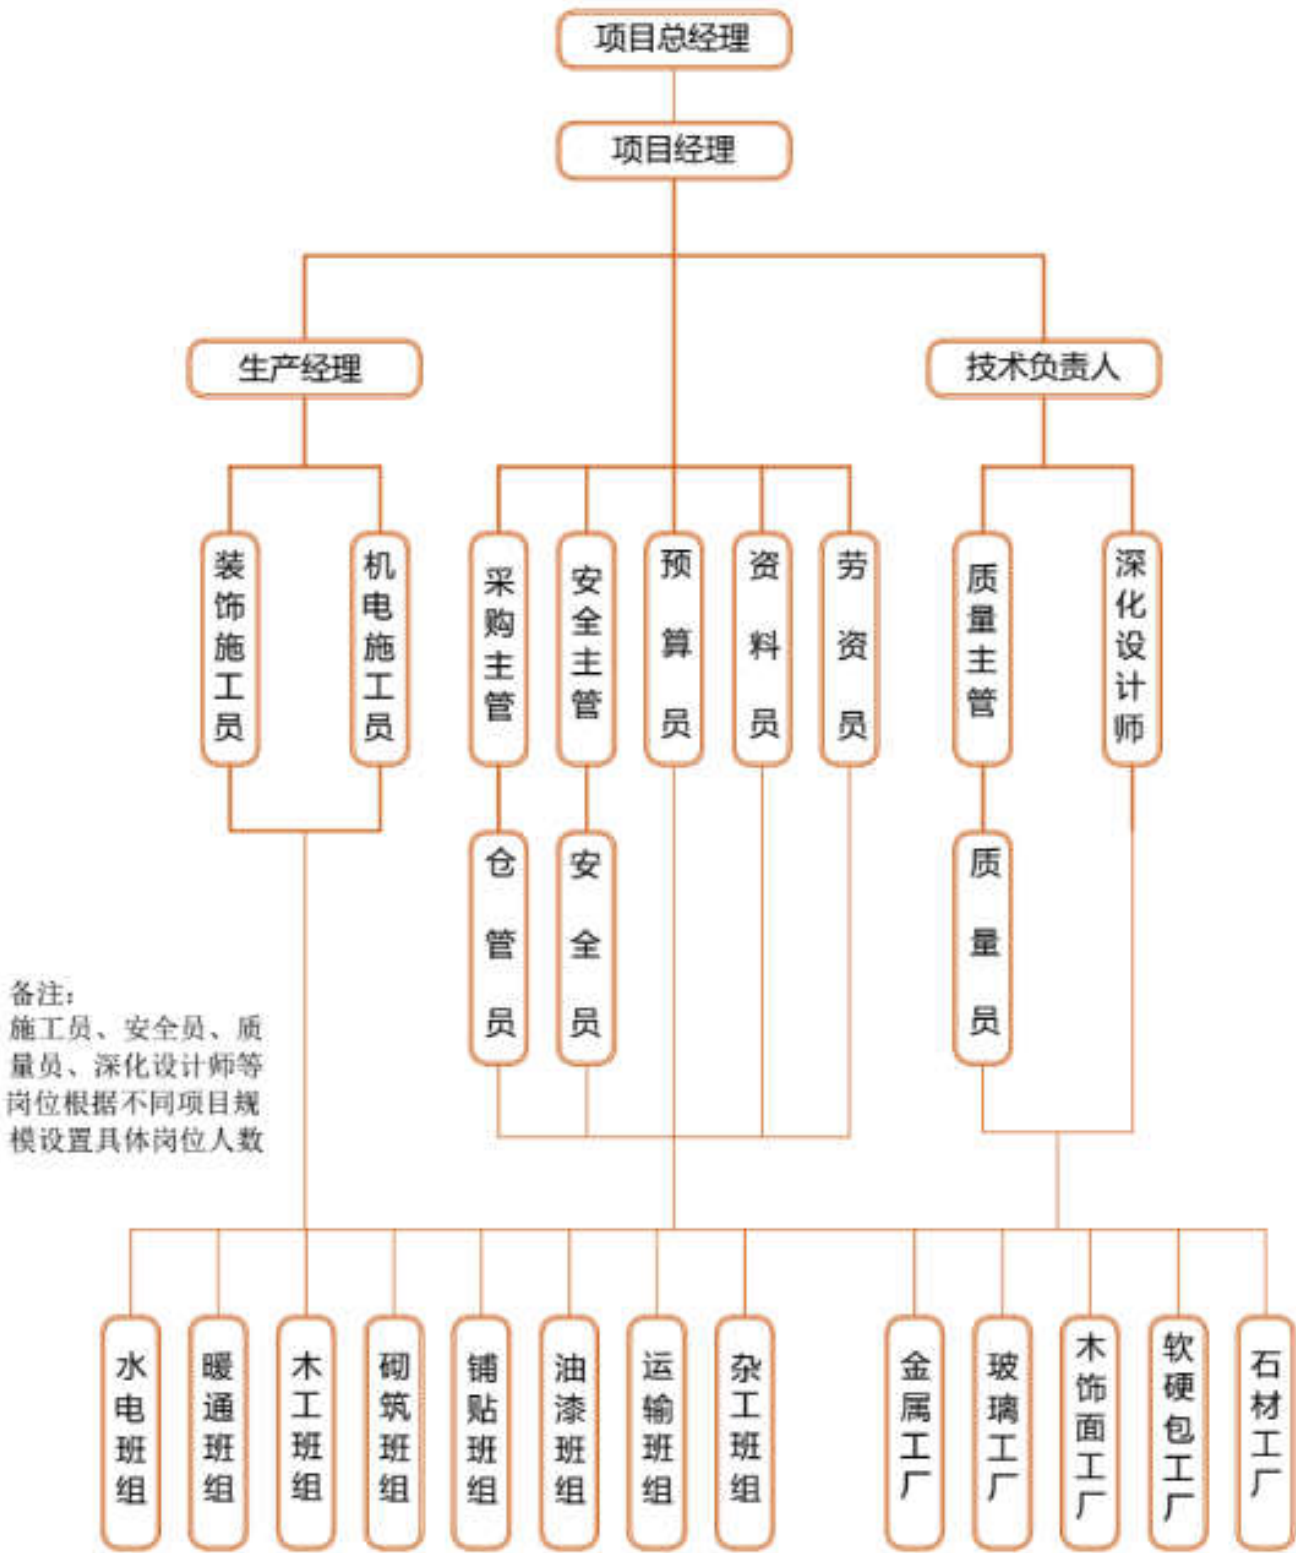 项目总经理
项目经理
生产经理
技术负责人
装饰施工员
机电施工员
采购主管
安全主管
预算员
资料员
劳资员
质量主管
深化设计师
仓管员
安全员
质量员
备注：
施工员、安全员、质
量员、深化设计师等
岗位根据不同项目规
模设置具体岗位人数
水电班组
暖通班组
木工班组
砌筑班组
铺贴班组
油漆班组
运输班组
杂工班组
金属工厂
玻璃工厂
木饰面工厂
软硬包工厂
石材工厂